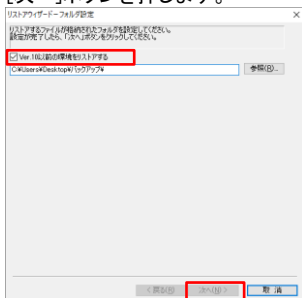 [次へ]ボタンを押します。
リストアウィザードーフォルダ設定
リストアするファイルが格納されたフォルダを設定してください。
設定が完了したら、「次へ」ボタンをクリックしてください。
Ver.10以前の環境をリストアする
C:¥Users¥Desktop¥バックアップ¥
参照(R)...
< 戻る(B)
次へ(N) >
取 消